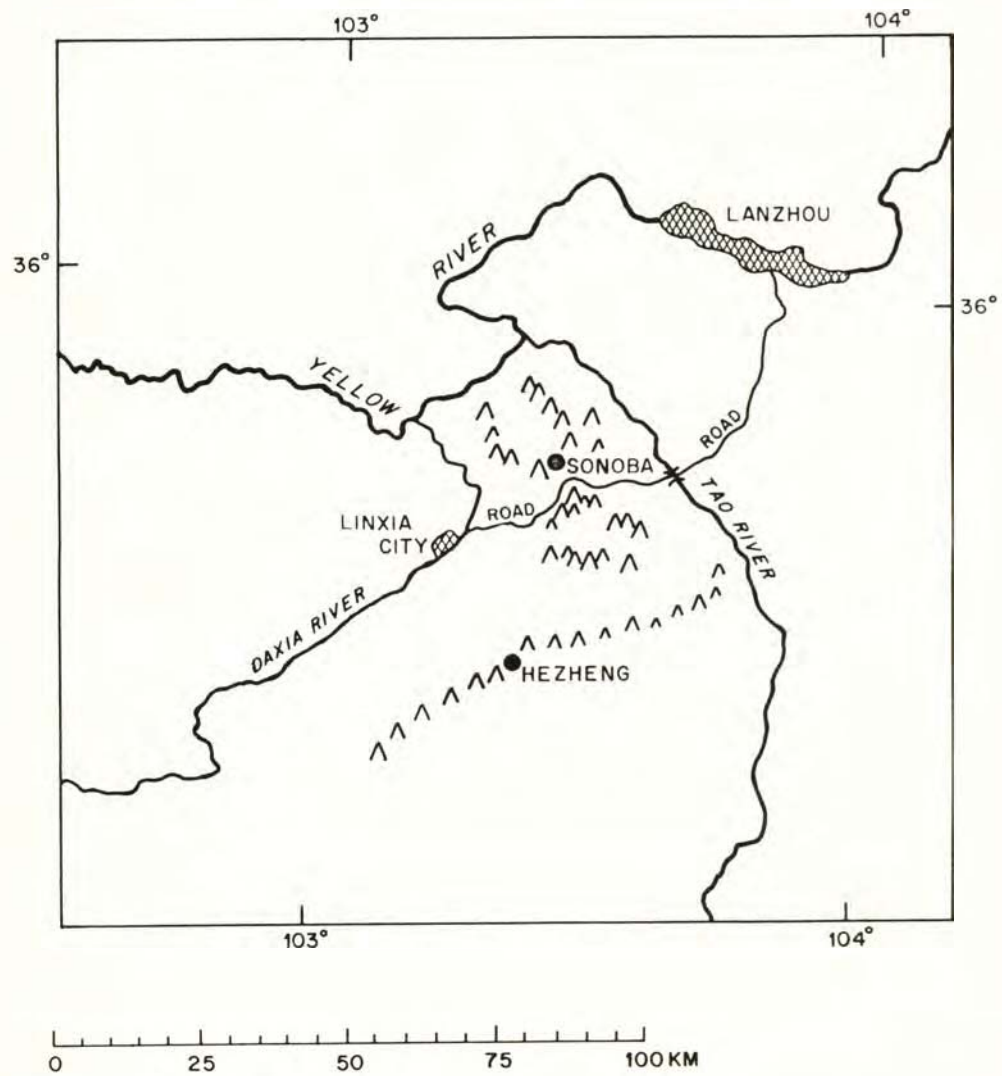 103°
104°
LANZHOU
RIVER
36°
36°
YELLOW
ROAD
SONOBA
TAO RIVER
ROAD
LINXIA
CITY
DAXIA RIVER
HEZHENG
103°
104°
0 25 50 75 100 KM